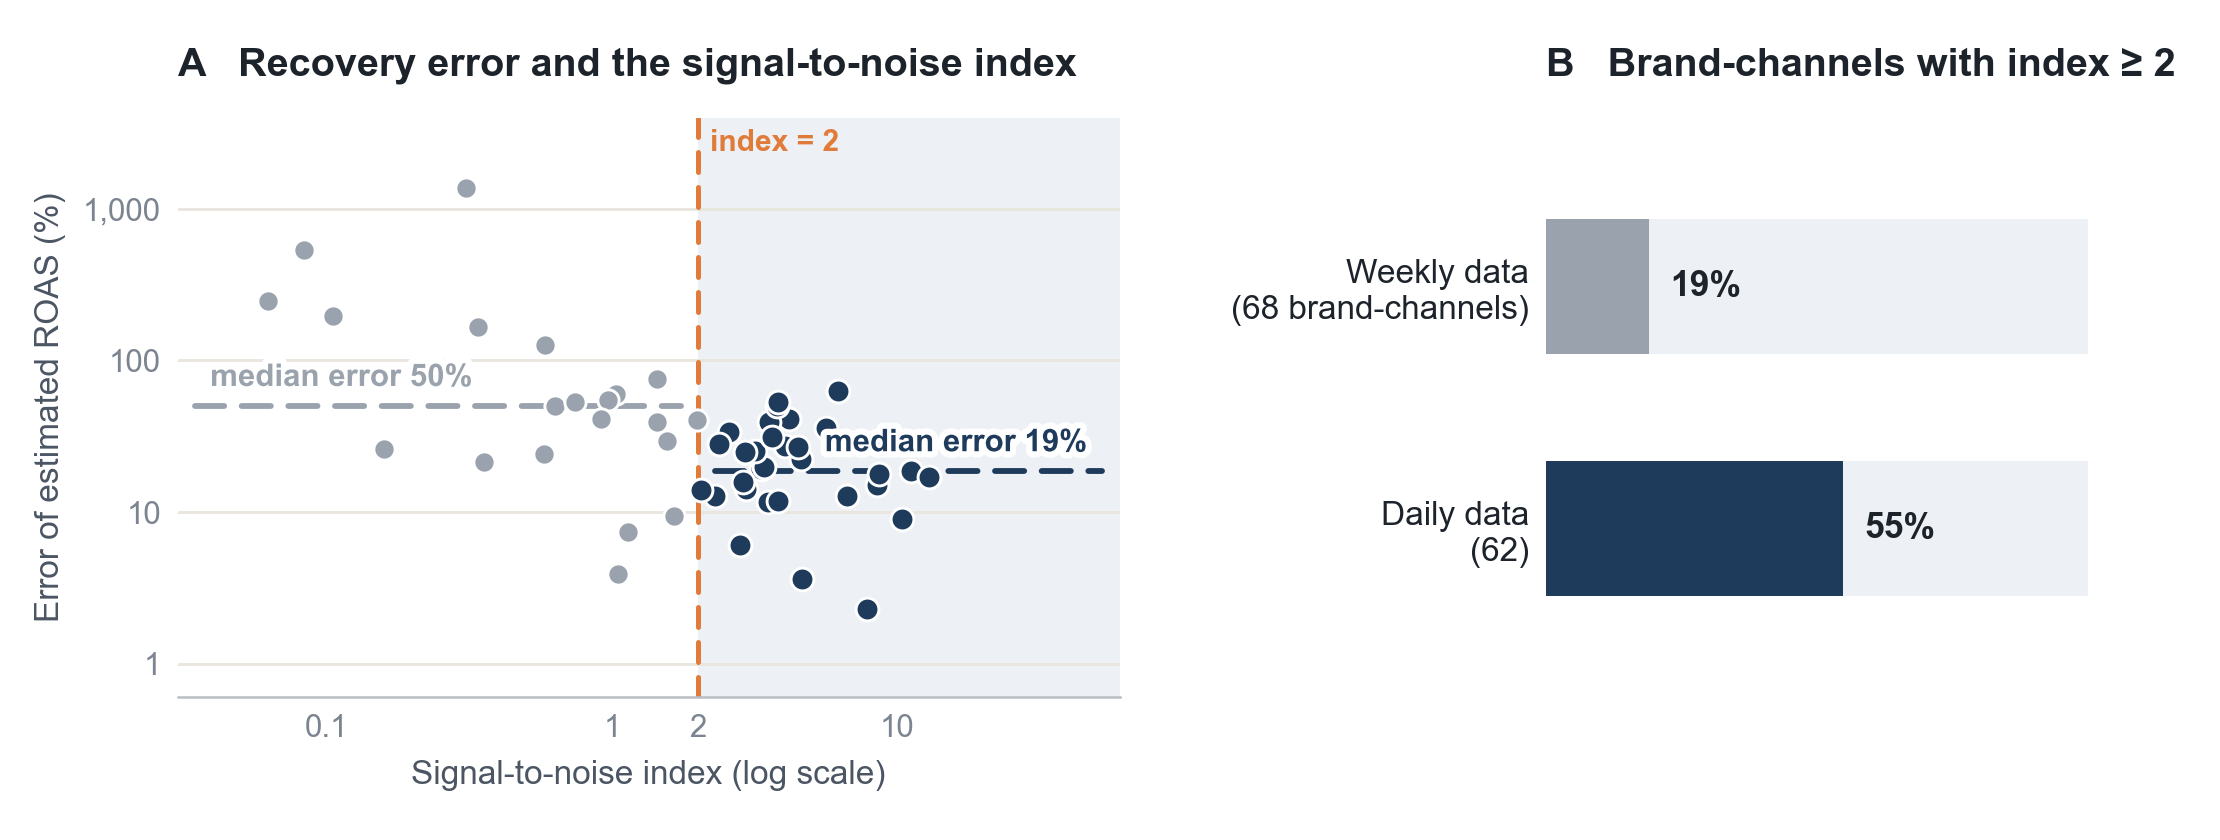 A Recovery error and the signal-to-noise index
index = 2
Error of estimated ROAS (%)
1,000
100
10
1
median error 50%
median error 19%
0.1
1
2
10
Signal-to-noise index (log scale)
B Brand-channels with index ≥ 2
Weekly data
(68 brand-channels)
19%
Daily data
(62)
55%